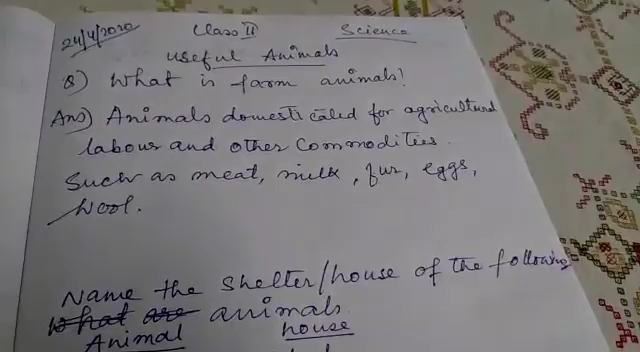 24/4/2020 Class II Science
Useful Animals
Q) What is farm animals?
Ans) Animals domesticated for agricultural
labour and other Commodities.
Such as meat, milk, fur, eggs,
Wool.
Name the shelter/house of the following
What are animals.
Animal house